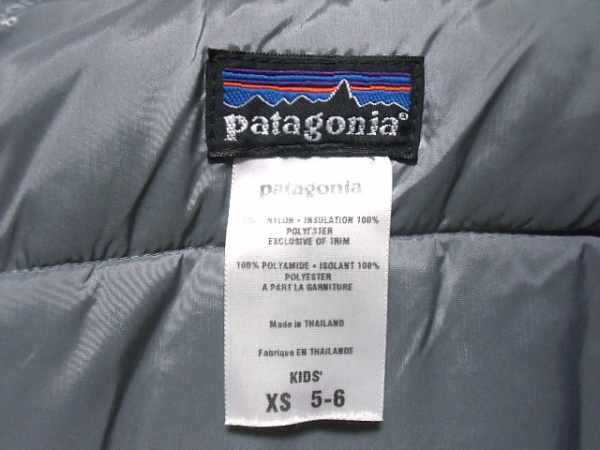 patagonia®
patagonia
NYLON • INSULATION 100%
POLYESTER
EXCLUSIVE OF TRIM
100% POLYAMIDE • ISOLANT 100%
POLYESTER
A PART LA GARNITURE
Made in THAILAND
Fabrique EN THAILANDE
KIDS'
XS 5-6